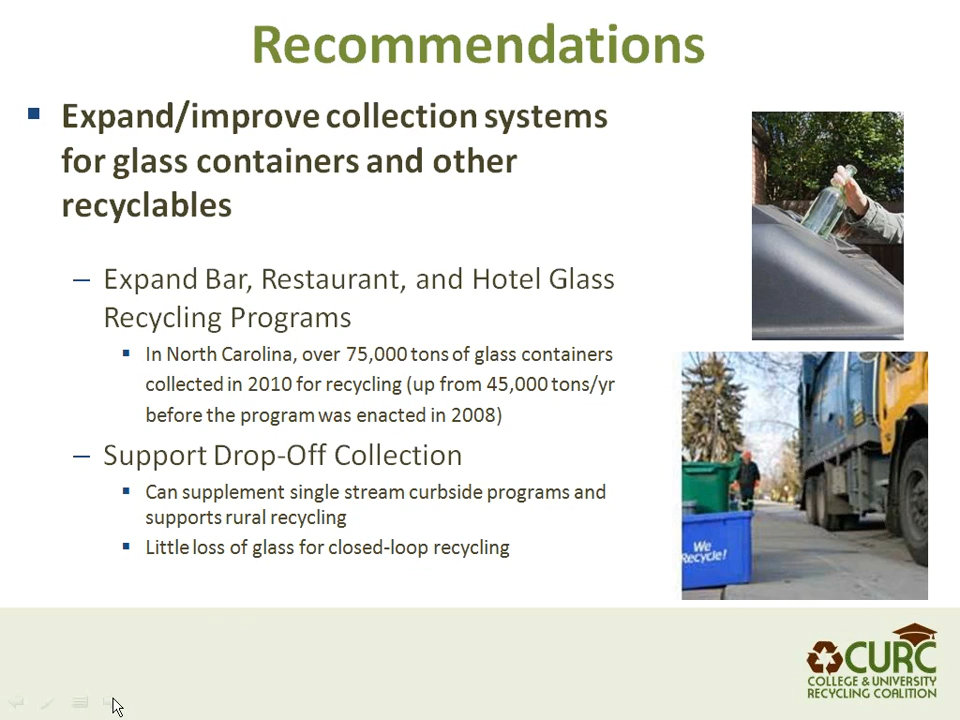 Recommendations
Expand/improve collection systems
for glass containers and other
recyclables
– Expand Bar, Restaurant, and Hotel Glass
Recycling Programs
In North Carolina, over 75,000 tons of glass containers
collected in 2010 for recycling (up from 45,000 tons/yr
before the program was enacted in 2008)
– Support Drop-Off Collection
Can supplement single stream curbside programs and
supports rural recycling
Little loss of glass for closed-loop recycling
We
Recycle!
CURC
COLLEGE & UNIVERSITY
RECYCLING COALITION